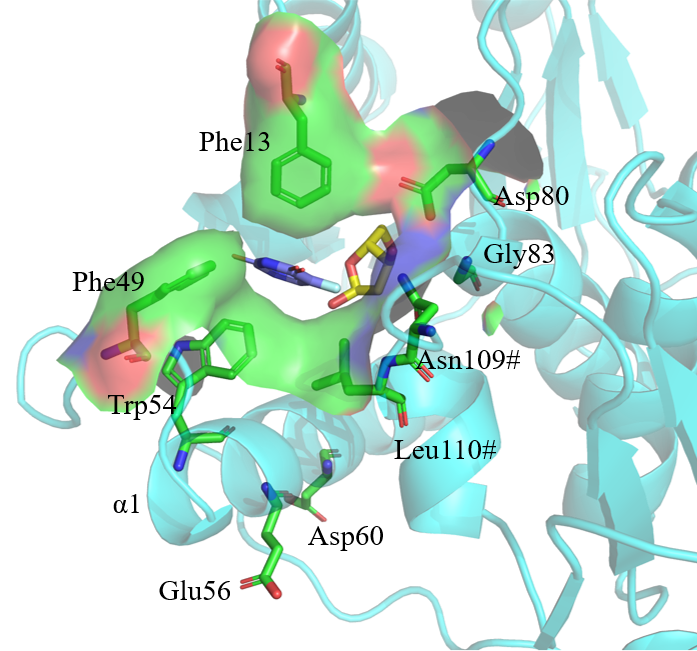 Phe13
Asp80
Gly83
Phe49
Asn109#
Trp54
Leu110#
α1
Asp60
Glu56